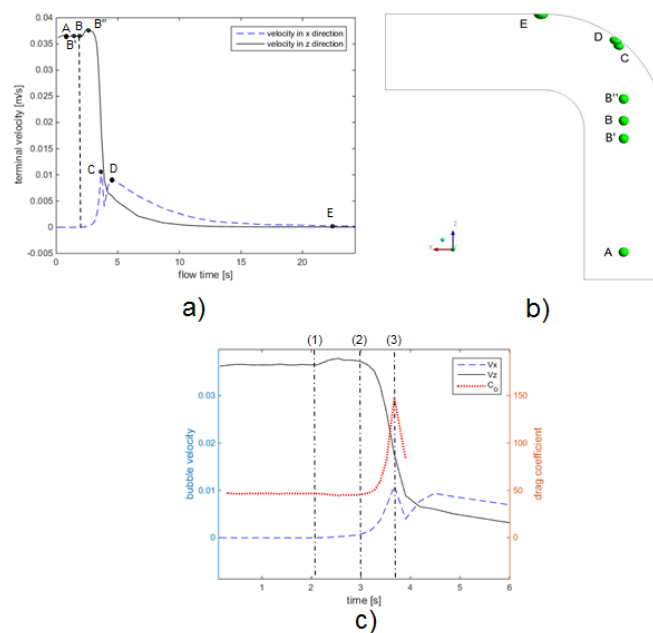 0.04
0.035
0.03
0.025
0.02
0.015
0.01
0.005
0
-0.005
terminal velocity [m/s]
A
B'
B
B''
C
D
E
velocity in x direction
velocity in z direction
0
5
10
15
20
flow time [s]
a)
E
D
C
B''
B
B'
A
Z
X
b)
(1)
(2)
(3)
Vx
Vz
C_D
0.03
0.02
0.01
0
bubble velocity
150
100
50
0
drag coefficient
1
2
3
4
5
6
time [s]
c)